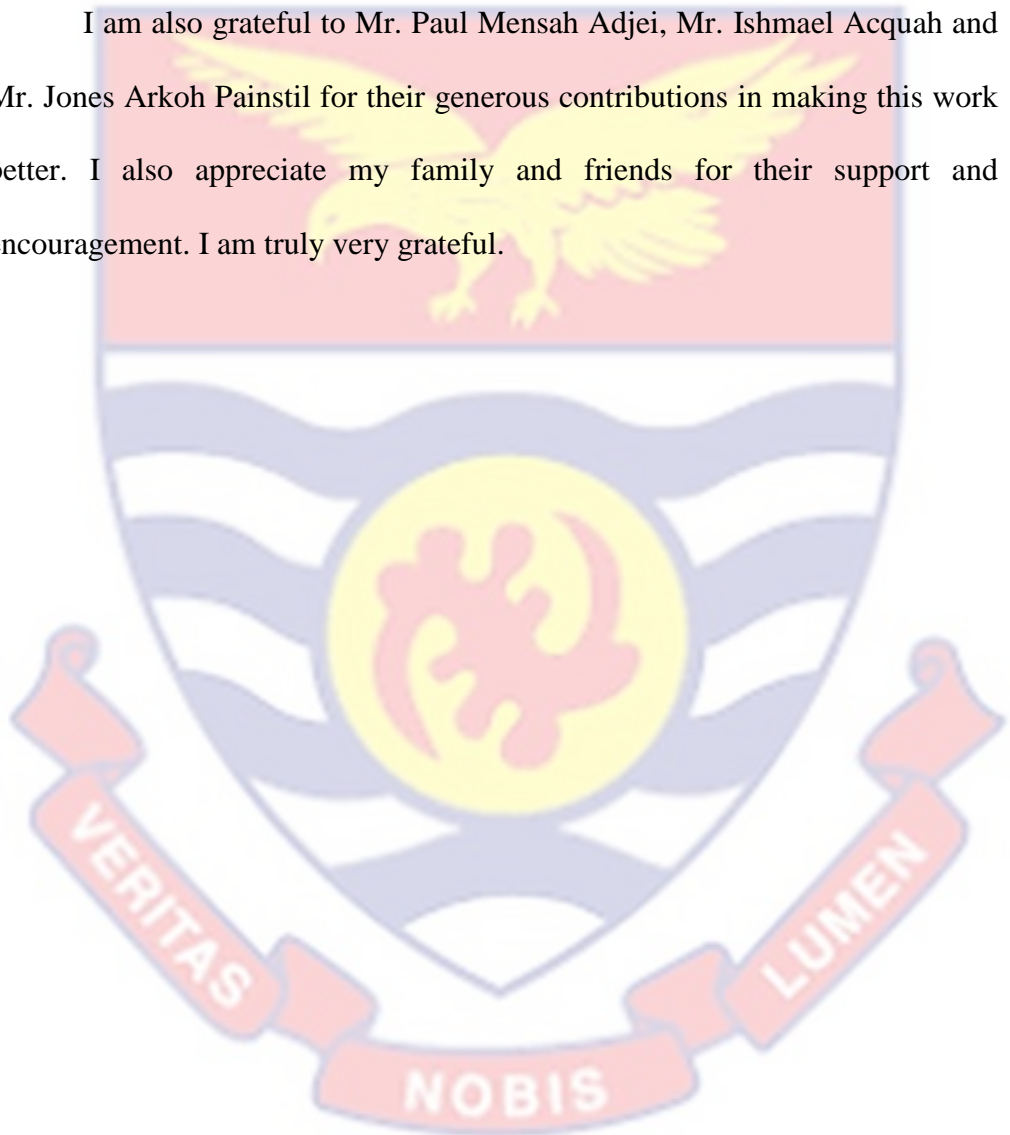 I am also grateful to Mr. Paul Mensah Adjei, Mr. Ishmael Acquah and
Mr. Jones Arkoh Painstil for their generous contributions in making this work
better. I also appreciate my family and friends for their support and
encouragement. I am truly very grateful.
VERITAS
NOBIS
LUMEN